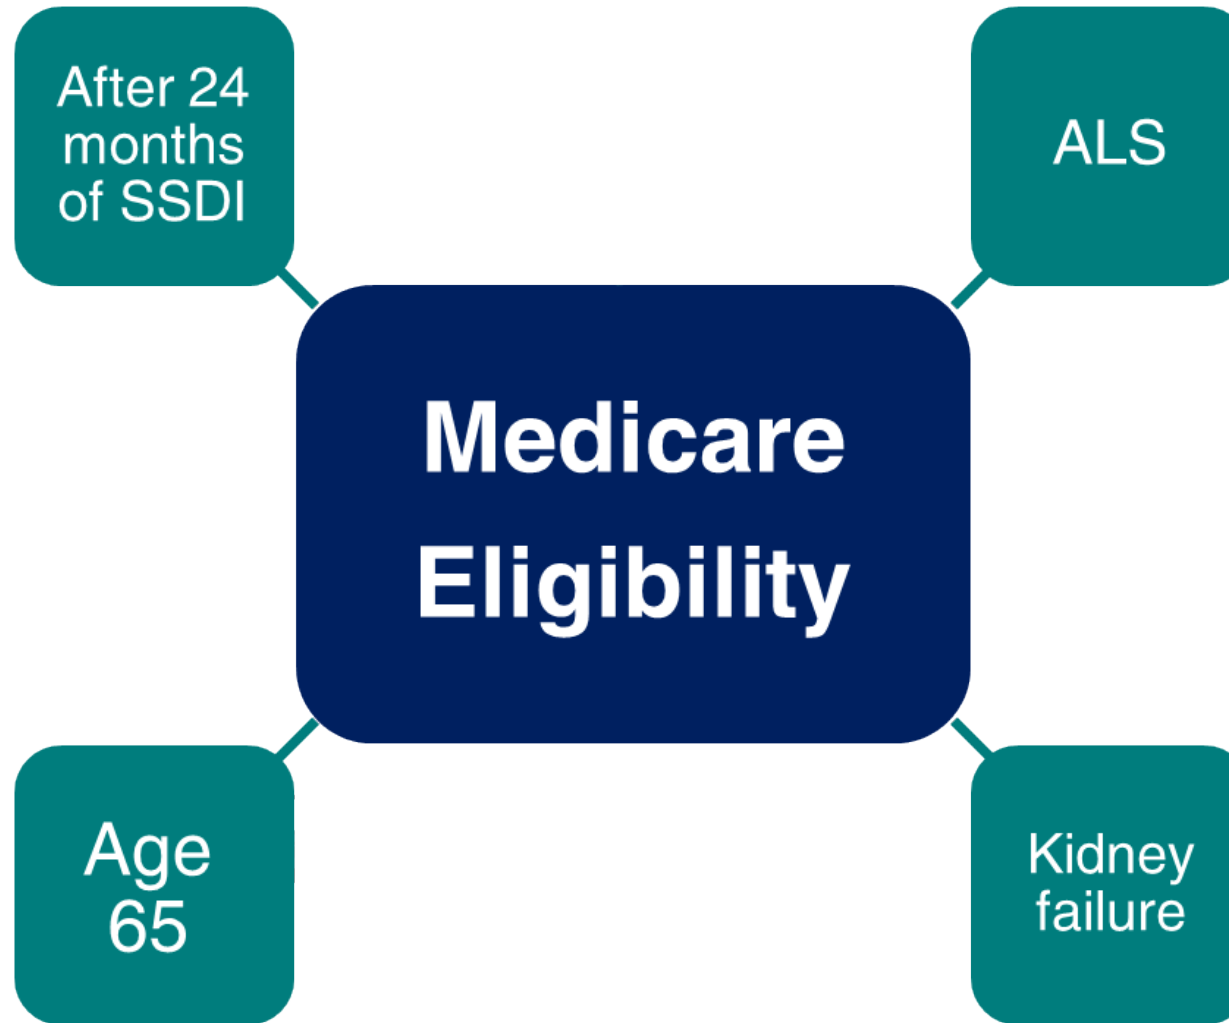 After 24
months
of SSDI
ALS
Medicare
Eligibility
Age
65
Kidney
failure